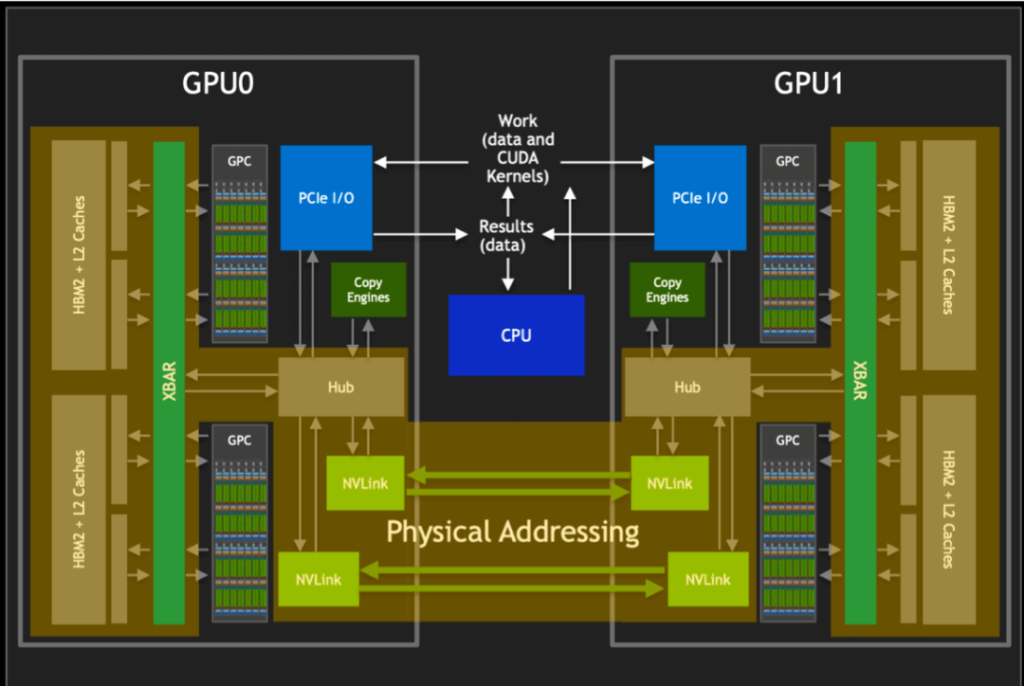 GPU0
GPU1
Work
(data and
CUDA
Kernels)
Results
(data)
CPU
GPC
PCIe I/O
Copy
Engines
HBM2 + L2 Caches
XBAR
Hub
HBM2 + L2 Caches
GPC
NVLink
NVLink
Physical Addressing
PCIe I/O
GPC
Copy
Engines
HBM2 + L2 Caches
XBAR
Hub
NVLink
NVLink
GPC
HBM2 + L2 Caches